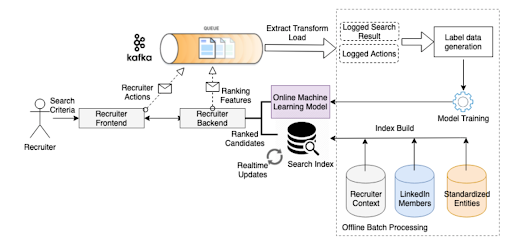 QUEUE
kafka
Extract Transform
Load
Logged Search
Result
Logged Actions
Label data
generation
Recruiter
Actions
Ranking
Features
Search
Criteria
Recruiter
Recruiter
Frontend
Recruiter
Backend
Online Machine
Learning Model
Model Training
Ranked
Candidates
Realtime
Updates
Search Index
Index Build
Recruiter
Context
LinkedIn
Members
Standardized
Entities
Offline Batch Processing